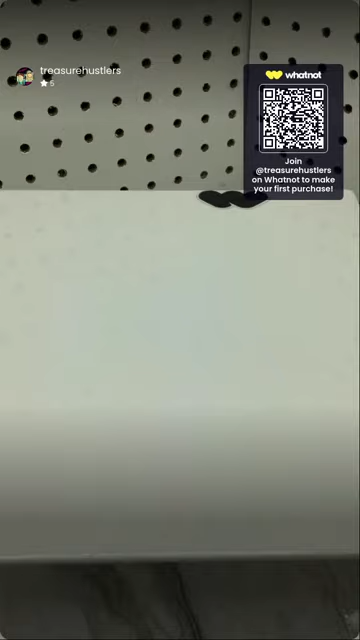 treasurehustlers
★ 5
whatnot
Join
@treasurehustlers
on Whatnot to make
your first purchase!